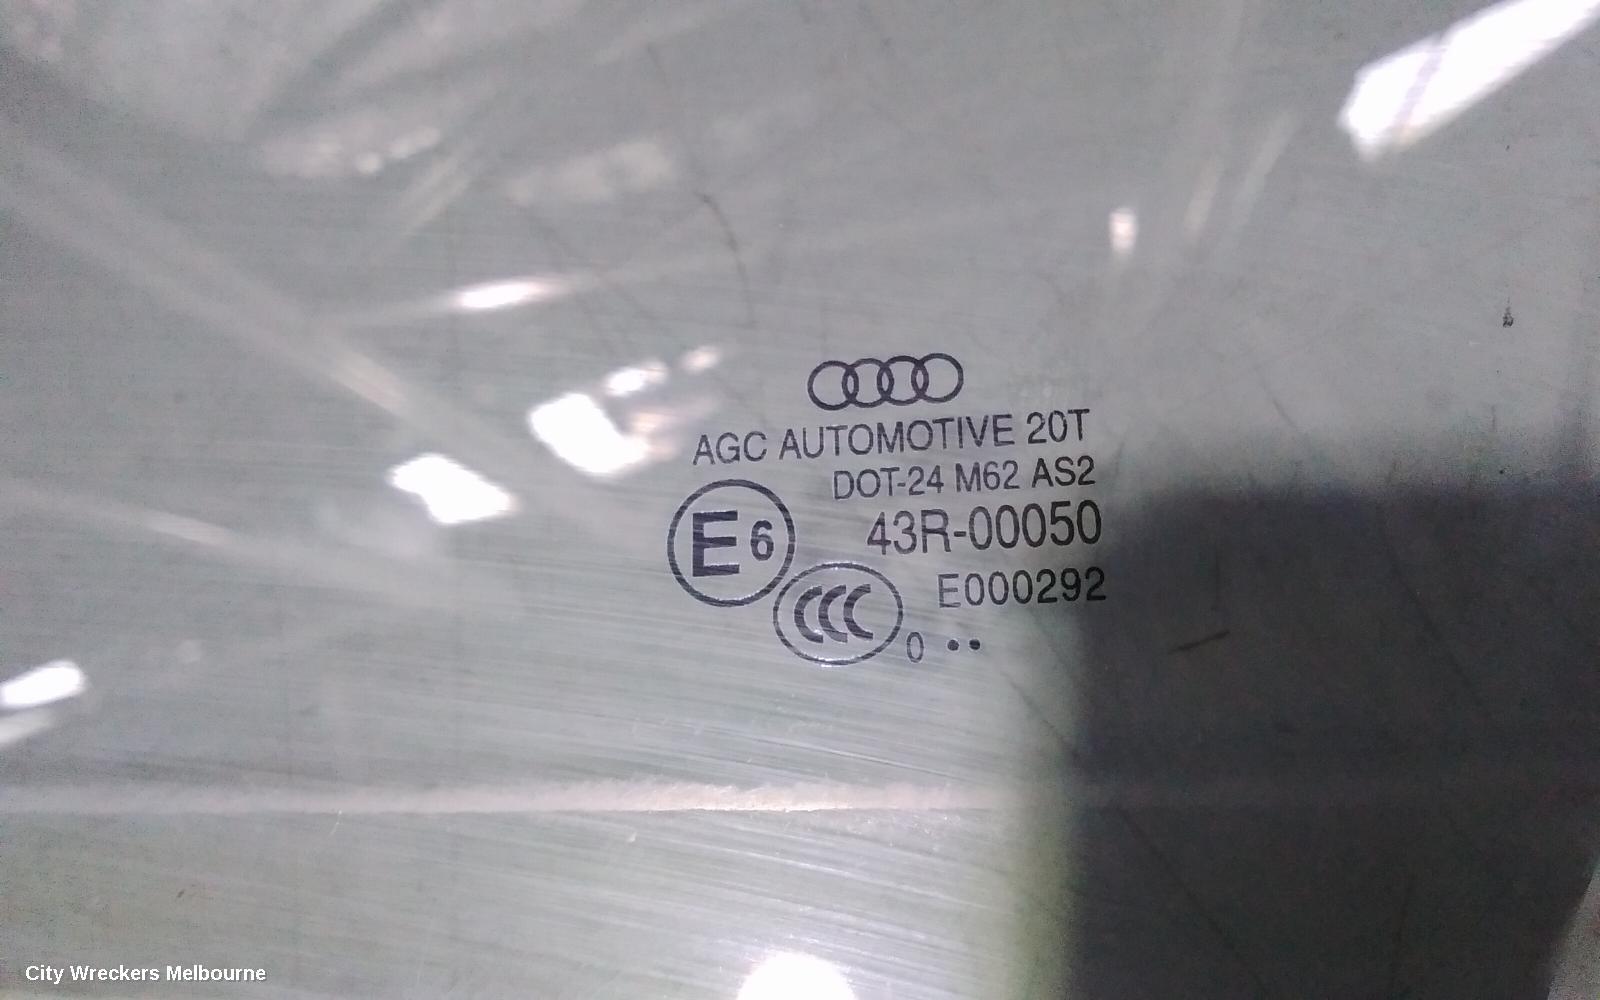 AGC AUTOMOTIVE 20T
DOT-24 M62 AS2
E6
43R-00050
CCC
E000292
0 ••
City Wreckers Melbourne